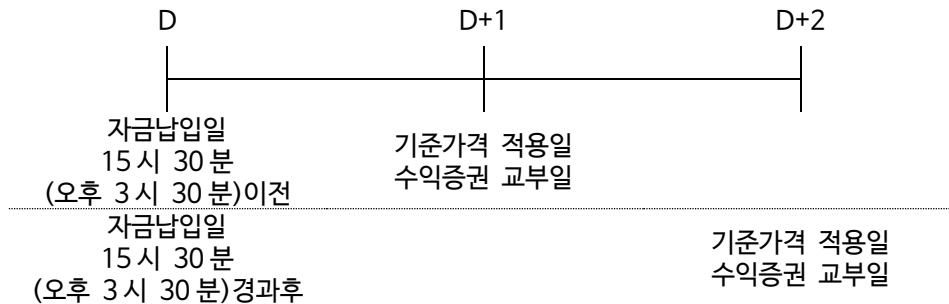 D D+1 D+2
자금납입일
15시 30분
(오후 3시 30분)이전
기준가격 적용일
수익증권 교부일
자금납입일
15시 30분
(오후 3시 30분)경과후
기준가격 적용일
수익증권 교부일